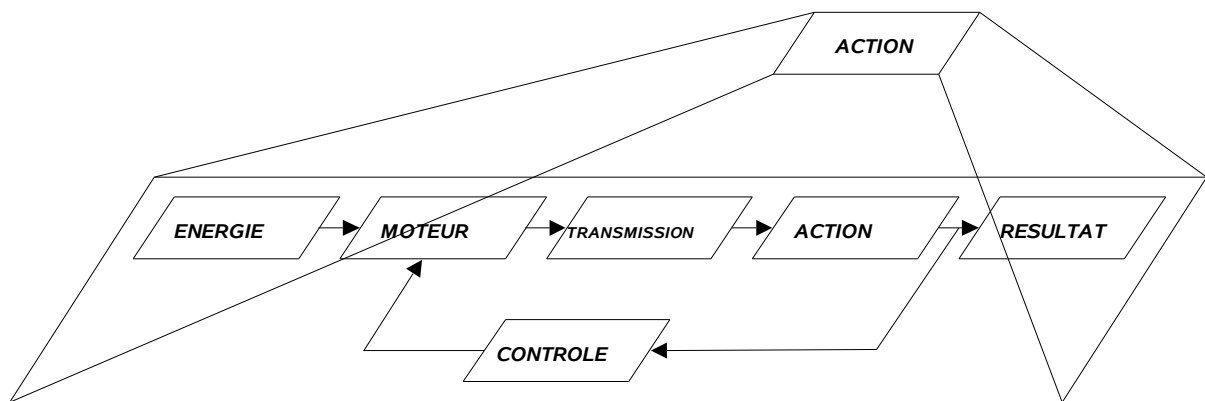 ACTION
ENERGIE
MOTEUR
TRANSMISSION
ACTION
RESULTAT
CONTROLE